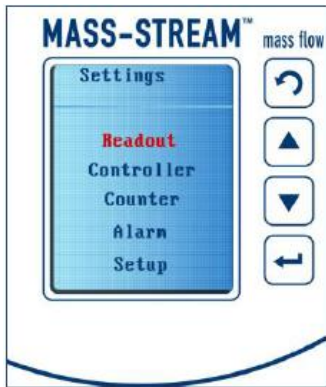 MASS-STREAM™ mass flow
Settings
Readout
Controller
Counter
Alarm
Setup